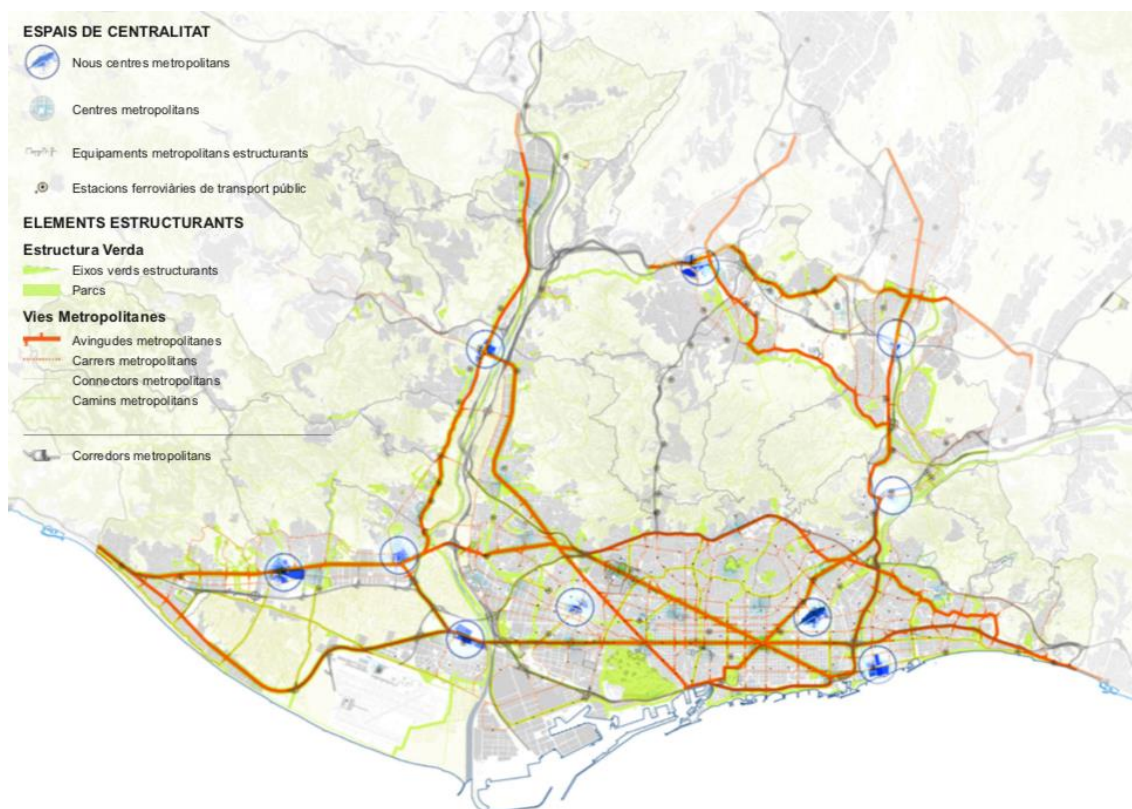 ESPAIS DE CENTRALITAT
Nous centres metropolitans
Centres metropolitans
Equipaments metropolitans estructurants
Estacions ferroviàries de transport públic
ELEMENTS ESTRUCTURANTS
Estructura Verda
Eixos verds estructurants
Parcs
Vies Metropolitanes
Avingudes metropolitanes
Carrers metropolitans
Connectors metropolitans
Camins metropolitans
Corredors metropolitans